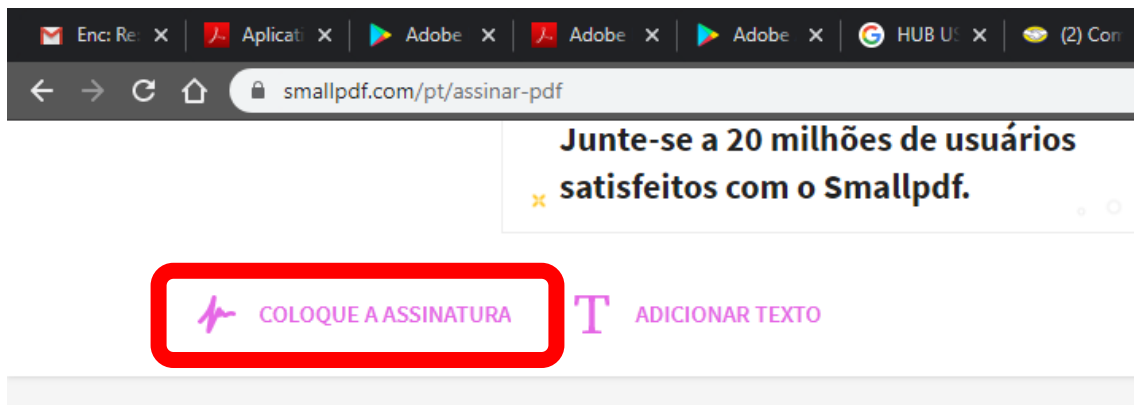 Enc: Re: Aplicati Adobe Adobe Adobe HUB US (2) Com
smallpdf.com/pt/assinar-pdf
Junte-se a 20 milhões de usuários
satisfeitos com o Smallpdf.
COLOQUE A ASSINATURA T ADICIONAR TEXTO